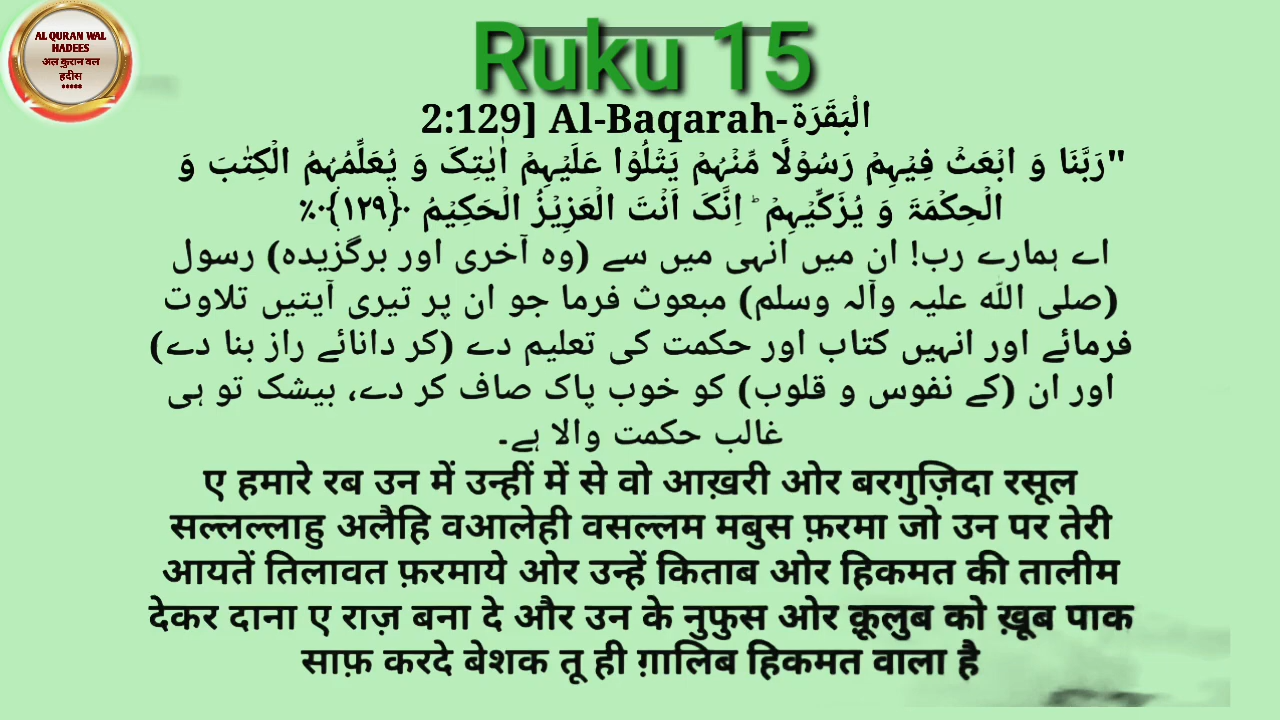 AL QURAN WAL
HADEES
अल क़ुरान वल
हदीस
*****
Ruku 15
2:129] Al-Baqarah-الْبَقَرَة
"رَبَّنَا وَ ابۡعَثۡ فِیۡہِمۡ رَسُوۡلًا مِّنۡہُمۡ یَتۡلُوۡا عَلَیۡہِمۡ اٰیٰتِکَ وَ یُعَلِّمُہُمُ الۡکِتٰبَ وَ
الۡحِکۡمَۃَ وَ یُزَکِّیۡہِمۡ ؕ اِنَّکَ اَنۡتَ الۡعَزِیۡزُ الۡحَکِیۡمُ ﴿۱۲۹﴾٪
اے ہمارے رب! ان میں انہی میں سے (وہ آخری اور برگزیدہ) رسول
(صلی اللہ علیہ وآلہ وسلم) مبعوث فرما جو ان پر تیری آیتیں تلاوت
فرمائے اور انہیں کتاب اور حکمت کی تعلیم دے (کر دانائے راز بنا دے)
اور ان (کے نفوس و قلوب) کو خوب پاک صاف کر دے، بیشک تو ہی
غالب حکمت والا ہے۔
ए हमारे रब उन में उन्हीं में से वो आख़री ओर बरगुज़िदा रसूल
सल्लल्लाहु अलैहि वआलेही वसल्लम मबुस फ़रमा जो उन पर तेरी
आयतें तिलावत फ़रमाये ओर उन्हें किताब ओर हिकमत की तालीम
देकर दाना ए राज़ बना दे और उन के नुफुस ओर क़ूलुब को ख़ूब पाक
साफ़ करदे बेशक तू ही ग़ालिब हिकमत वाला है